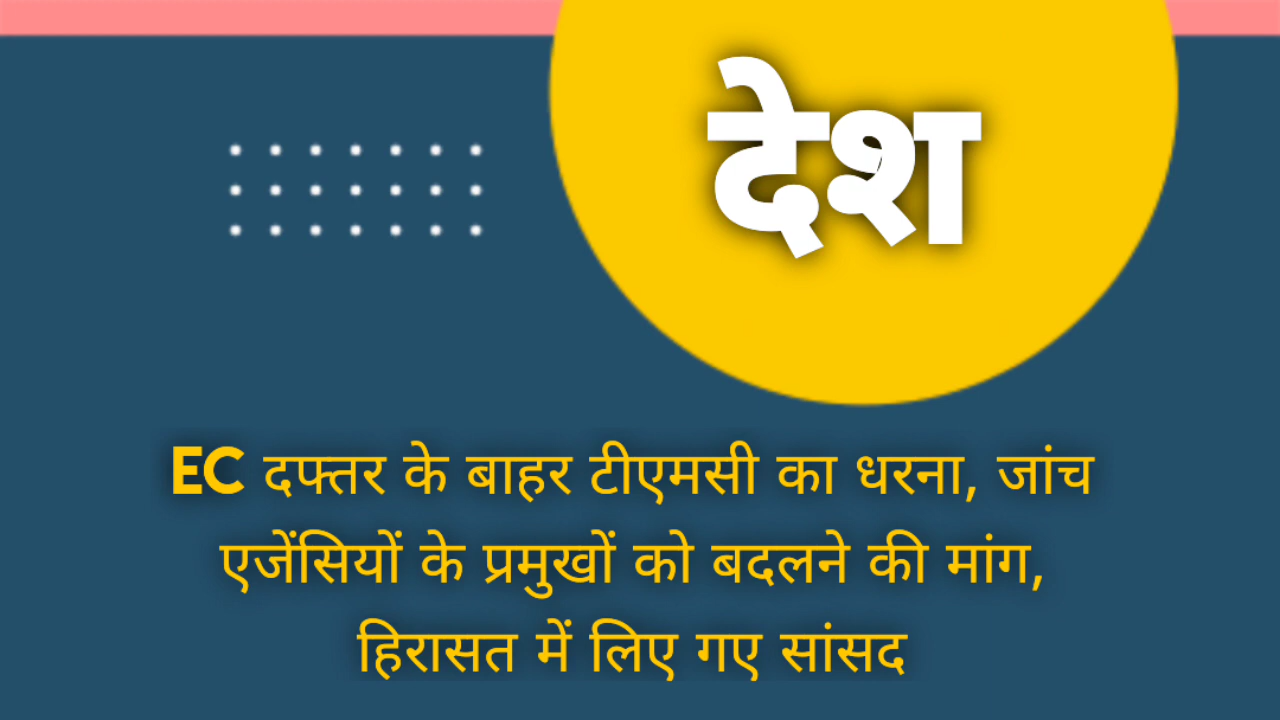 देश
EC दफ्तर के बाहर टीएमसी का धरना, जांच
एजेंसियों के प्रमुखों को बदलने की मांग,
हिरासत में लिए गए सांसद